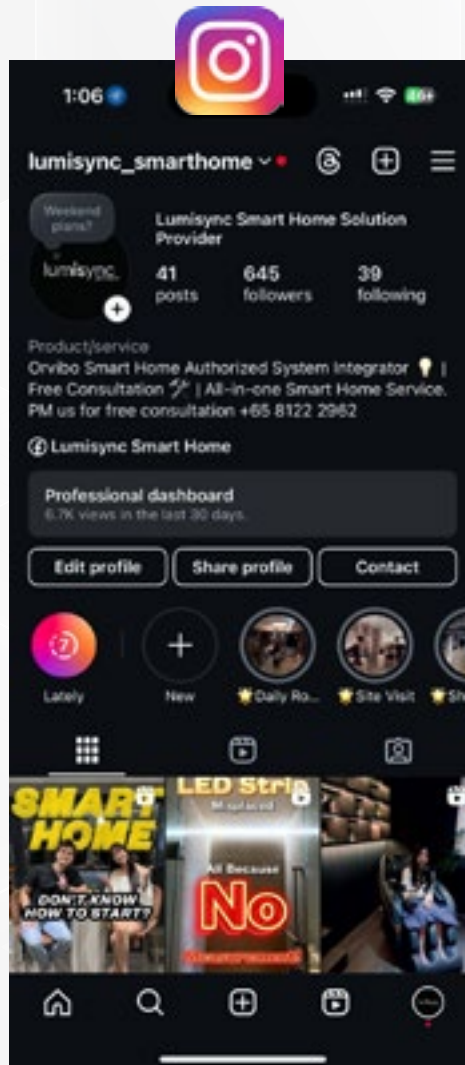 1:06
lumisync_smarthome
Weekend
plans?
lumisync.
Lumisync Smart Home Solution
Provider
41 645 39
posts followers following
Product/service
Orvibo Smart Home Authorized System Integrator 💡 |
Free Consultation 🛠 | All-in-one Smart Home Service.
PM us for free consultation +65 8122 2962
Lumisync Smart Home
Professional dashboard
6.7K views in the last 30 days.
Edit profile Share profile Contact
7
Lately New 🌟Daily Ro... 🌟Site Visit 🌟Sh
SMART
HOME
DON'T KNOW
HOW TO START?
LED Strip
Misplaced
All Because
No
Measurement!